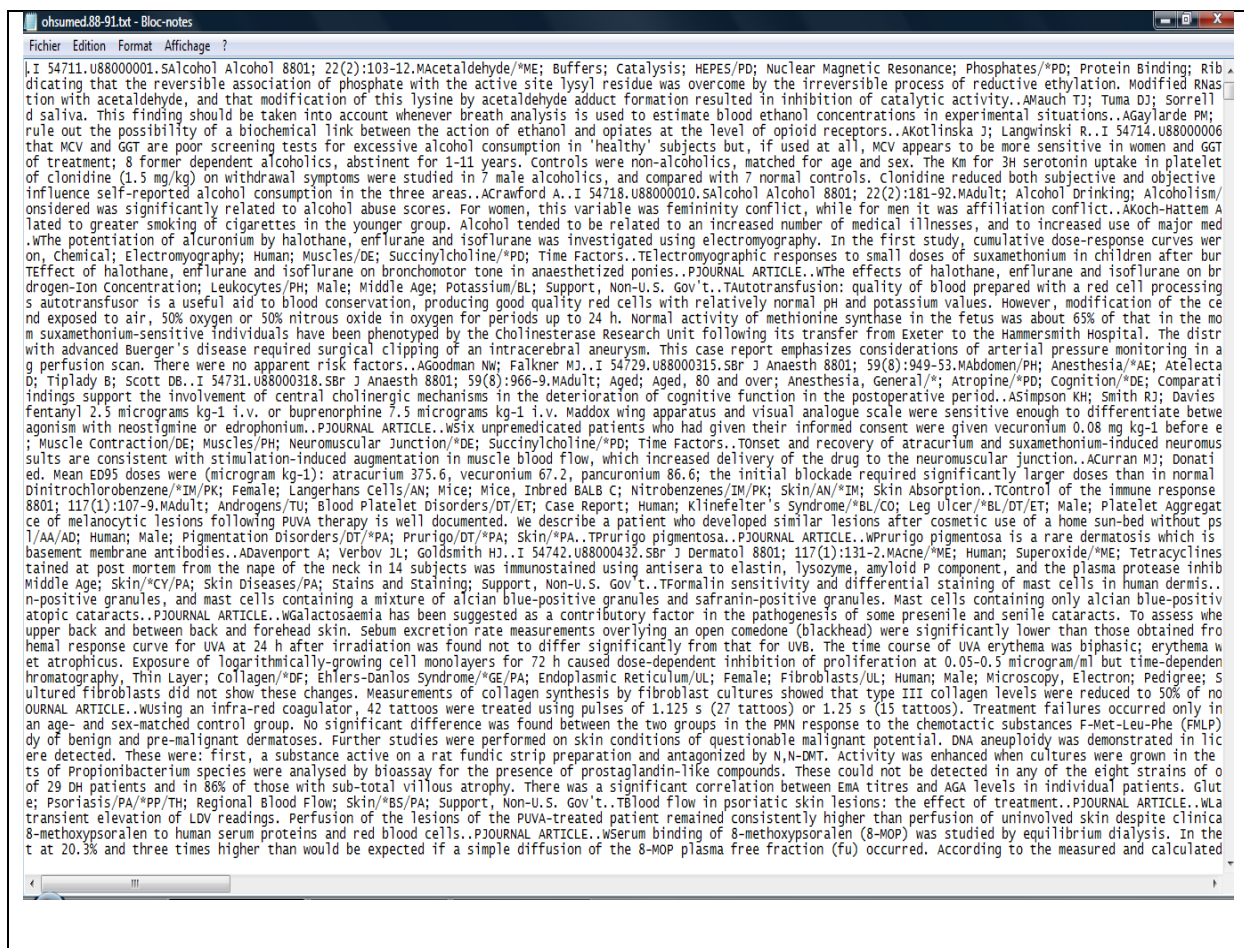 ohsumed.88-91.txt - Bloc-notes
Fichier Edition Format Affichage ?
.I 54711.U88000001.SAlcohol Alcohol 8801; 22(2):103-12.MAcetaldehyde/*ME; Buffers; Catalysis; HEPES/PD; Nuclear Magnetic Resonance; Phosphates/*PD; Protein Binding; Rib
dicating that the reversible association of phosphate with the active site lysyl residue was overcome by the irreversible process of reductive ethylation. Modified RNas
tion with acetaldehyde, and that modification of this lysine by acetaldehyde adduct formation resulted in inhibition of catalytic activity..AMauch TJ; Tuma DJ; Sorrell
d saliva. This finding should be taken into account whenever breath analysis is used to estimate blood ethanol concentrations in experimental situations..AGaylarde PM;
rule out the possibility of a biochemical link between the action of ethanol and opiates at the level of opioid receptors..AKotlinska J; Langwinski R..I 54714.U88000006
that MCV and GGT are poor screening tests for excessive alcohol consumption in 'healthy' subjects but, if used at all, MCV appears to be more sensitive in women and GGT
of treatment; 8 former dependent alcoholics, abstinent for 1-11 years. Controls were non-alcoholics, matched for age and sex. The Km for 3H serotonin uptake in platelet
of clonidine (1.5 mg/kg) on withdrawal symptoms were studied in 7 male alcoholics, and compared with 7 normal controls. Clonidine reduced both subjective and objective
influence self-reported alcohol consumption in the three areas..ACrawford A..I 54718.U88000010.SAlcohol Alcohol 8801; 22(2):181-92.MAdult; Alcohol Drinking; Alcoholism/
onsidered was significantly related to alcohol abuse scores. For women, this variable was femininity conflict, while for men it was affiliation conflict..AKoch-Hattem A
lated to greater smoking of cigarettes in the younger group. Alcohol tended to be related to an increased number of medical illnesses, and to increased use of major med
.WThe potentiation of alcuronium by halothane, enflurane and isoflurane was investigated using electromyography. In the first study, cumulative dose-response curves wer
on, Chemical; Electromyography; Human; Muscles/DE; Succinylcholine/*PD; Time Factors..TElectromyographic responses to small doses of suxamethonium in children after bur
TEffect of halothane, enflurane and isoflurane on bronchomotor tone in anaesthetized ponies..PJOURNAL ARTICLE..WThe effects of halothane, enflurane and isoflurane on br
drogen-Ion Concentration; Leukocytes/PH; Male; Middle Age; Potassium/BL; Support, Non-U.S. Gov't..TAutotransfusion: quality of blood prepared with a red cell processing
s autotransfusor is a useful aid to blood conservation, producing good quality red cells with relatively normal pH and potassium values. However, modification of the ce
nd exposed to air, 50% oxygen or 50% nitrous oxide in oxygen for periods up to 24 h. Normal activity of methionine synthase in the fetus was about 65% of that in the mo
m suxamethonium-sensitive individuals have been phenotyped by the Cholinesterase Research Unit following its transfer from Exeter to the Hammersmith Hospital. The distr
with advanced Buerger's disease required surgical clipping of an intracerebral aneurysm. This case report emphasizes considerations of arterial pressure monitoring in a
g perfusion scan. There were no apparent risk factors..AGoodman NW; Falkner MJ..I 54729.U88000315.SBr J Anaesth 8801; 59(8):949-53.MAbdomen/PH; Anesthesia/*AE; Atelecta
D; Tiplady B; Scott DB..I 54731.U88000318.SBr J Anaesth 8801; 59(8):966-9.MAdult; Aged; Aged, 80 and over; Anesthesia, General/*; Atropine/*PD; Cognition/*DE; Comparati
indings support the involvement of central cholinergic mechanisms in the deterioration of cognitive function in the postoperative period..ASimpson KH; Smith RJ; Davies
fentanyl 2.5 micrograms kg-1 i.v. or buprenorphine 7.5 micrograms kg-1 i.v. Maddox wing apparatus and visual analogue scale were sensitive enough to differentiate betwe
agonism with neostigmine or edrophonium..PJOURNAL ARTICLE..WSix unpremedicated patients who had given their informed consent were given vecuronium 0.08 mg kg-1 before e
; Muscle Contraction/DE; Muscles/PH; Neuromuscular Junction/*DE; Succinylcholine/*PD; Time Factors..TOnset and recovery of atracurium and suxamethonium-induced neuromus
sults are consistent with stimulation-induced augmentation in muscle blood flow, which increased delivery of the drug to the neuromuscular junction..ACurran MJ; Donati
ed. Mean ED95 doses were (microgram kg-1): atracurium 375.6, vecuronium 67.2, pancuronium 86.6; the initial blockade required significantly larger doses than in normal
Dinitrochlorobenzene/*IM/PK; Female; Langerhans Cells/AN; Mice; Mice, Inbred BALB C; Nitrobenzenes/IM/PK; Skin/AN/*IM; Skin Absorption..TControl of the immune response
8801; 117(1):107-9.MAdult; Androgens/TU; Blood Platelet Disorders/DT/ET; Case Report; Human; Klinefelter's Syndrome/*BL/CO; Leg Ulcer/*BL/DT/ET; Male; Platelet Aggregat
ce of melanocytic lesions following PUVA therapy is well documented. We describe a patient who developed similar lesions after cosmetic use of a home sun-bed without ps
l/AA/AD; Human; Male; Pigmentation Disorders/DT/*PA; Prurigo/DT/*PA; Skin/*PA..TPrurigo pigmentosa..PJOURNAL ARTICLE..WPrurigo pigmentosa is a rare dermatosis which is
basement membrane antibodies..ADavenport A; Verbov JL; Goldsmith HJ..I 54742.U88000432.SBr J Dermatol 8801; 117(1):131-2.MAcne/*ME; Human; Superoxide/*ME; Tetracyclines
tained at post mortem from the nape of the neck in 14 subjects was immunostained using antisera to elastin, lysozyme, amyloid P component, and the plasma protease inhib
Middle Age; Skin/*CY/PA; Skin Diseases/PA; Stains and Staining; Support, Non-U.S. Gov't..TFormalin sensitivity and differential staining of mast cells in human dermis..
n-positive granules, and mast cells containing a mixture of alcian blue-positive granules and safranin-positive granules. Mast cells containing only alcian blue-positiv
atopic cataracts..PJOURNAL ARTICLE..WGalactosaemia has been suggested as a contributory factor in the pathogenesis of some presenile and senile cataracts. To assess whe
upper back and between back and forehead skin. Sebum excretion rate measurements overlying an open comedone (blackhead) were significantly lower than those obtained fro
hemal response curve for UVA at 24 h after irradiation was found not to differ significantly from that for UVB. The time course of UVA erythema was biphasic; erythema w
et atrophicus. Exposure of logarithmically-growing cell monolayers for 72 h caused dose-dependent inhibition of proliferation at 0.05-0.5 microgram/ml but time-dependen
hromatography, Thin Layer; Collagen/*DF; Ehlers-Danlos Syndrome/*GE/PA; Endoplasmic Reticulum/UL; Female; Fibroblasts/UL; Human; Male; Microscopy, Electron; Pedigree; S
ultured fibroblasts did not show these changes. Measurements of collagen synthesis by fibroblast cultures showed that type III collagen levels were reduced to 50% of no
OURNAL ARTICLE..WUsing an infra-red coagulator, 42 tattoos were treated using pulses of 1.125 s (27 tattoos) or 1.25 s (15 tattoos). Treatment failures occurred only in
an age- and sex-matched control group. No significant difference was found between the two groups in the PMN response to the chemotactic substances F-Met-Leu-Phe (FMLP)
dy of benign and pre-malignant dermatoses. Further studies were performed on skin conditions of questionable malignant potential. DNA aneuploidy was demonstrated in lic
ere detected. These were: first, a substance active on a rat fundic strip preparation and antagonized by N,N-DMT. Activity was enhanced when cultures were grown in the
ts of Propionibacterium species were analysed by bioassay for the presence of prostaglandin-like compounds. These could not be detected in any of the eight strains of o
of 29 DH patients and in 86% of those with sub-total villous atrophy. There was a significant correlation between EmA titres and AGA levels in individual patients. Glut
e; Psoriasis/PA/*PP/TH; Regional Blood Flow; Skin/*BS/PA; Support, Non-U.S. Gov't..TBlood flow in psoriatic skin lesions: the effect of treatment..PJOURNAL ARTICLE..WLa
transient elevation of LDV readings. Perfusion of the lesions of the PUVA-treated patient remained consistently higher than perfusion of uninvolved skin despite clinica
8-methoxypsoralen to human serum proteins and red blood cells..PJOURNAL ARTICLE..WSerum binding of 8-methoxypsoralen (8-MOP) was studied by equilibrium dialysis. In the
t at 20.3% and three times higher than would be expected if a simple diffusion of the 8-MOP plasma free fraction (fu) occurred. According to the measured and calculated